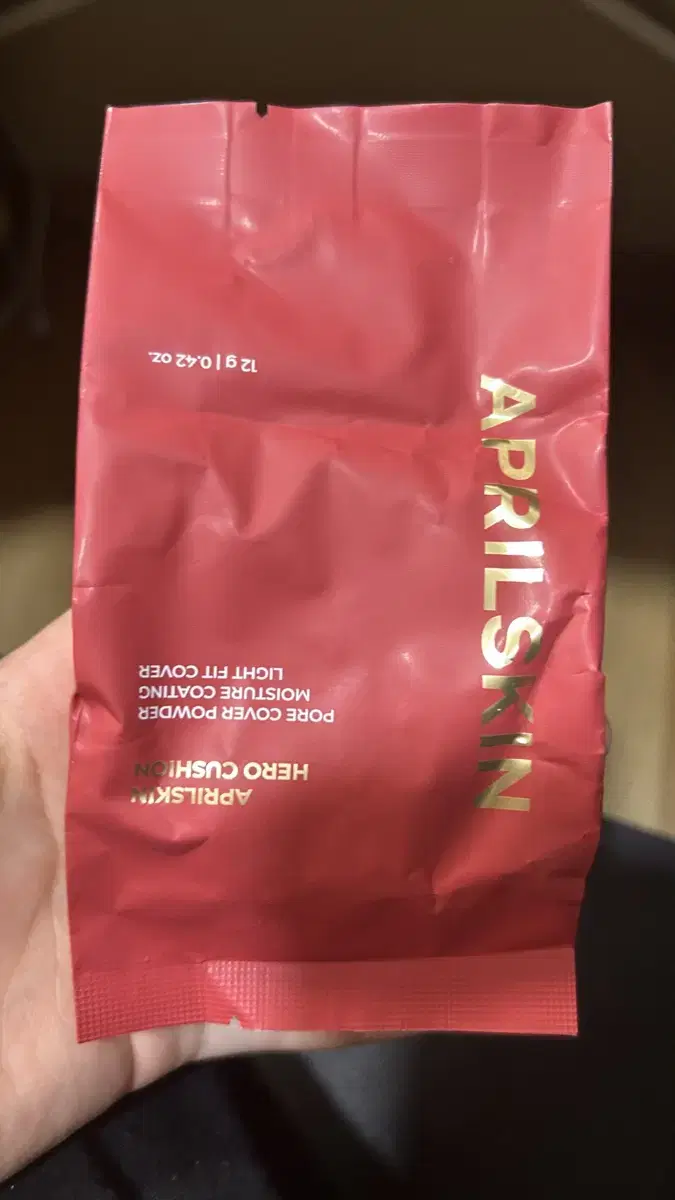 APRILSKIN
APRILSKIN
HERO CUSHION
PORE COVER POWDER
MOISTURE COATING
LIGHT FIT COVER
12 g | 0.42 oz.